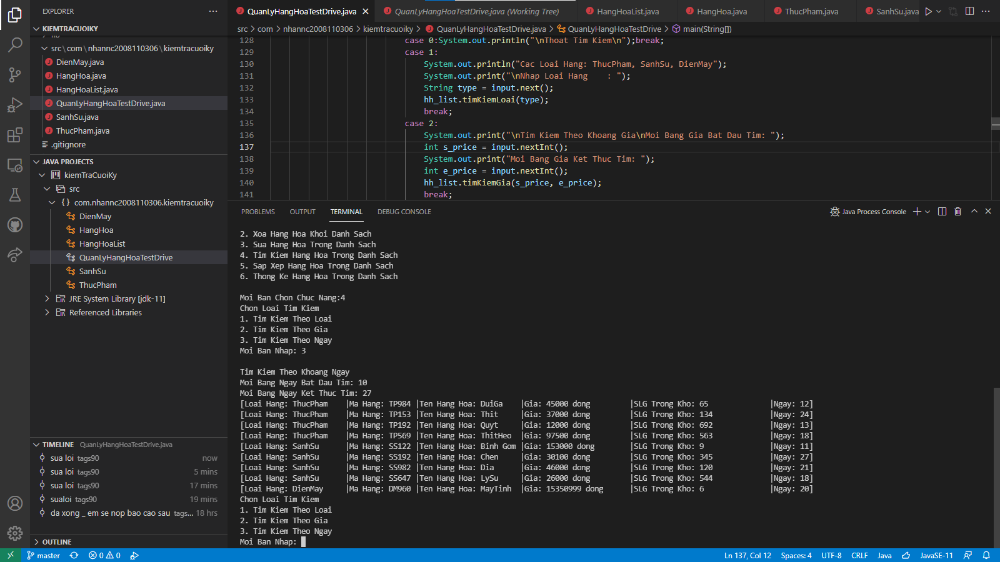 EXPLORER
KIEMTRACUOIKY
lib
src\com\nhannc2008110306\kiemtracuoiky
DienMay.java
HangHoa.java
HangHoaList.java
QuanLyHangHoaTestDrive.java
SanhSu.java
ThucPham.java
.gitignore
JAVA PROJECTS
kiemTraCuoiKy
src
{} com.nhannc2008110306.kiemtracuoiky
DienMay
HangHoa
HangHoaList
QuanLyHangHoaTestDrive
SanhSu
ThucPham
JRE System Library [jdk-11]
Referenced Libraries
TIMELINE QuanLyHangHoaTestDrive.java
sua loi tags90 now
sua loi tags90 5 mins
sua loi tags90 17 mins
sualoi tags90 19 mins
da xong _ em se nop bao cao sau tags... 18 hrs
OUTLINE
QuanLyHangHoaTestDrive.java QuanLyHangHoaTestDrive.java (Working Tree) HangHoaList.java HangHoa.java ThucPham.java SanhSu.java
src > com > nhannc2008110306 > kiemtracuoiky > QuanLyHangHoaTestDrive.java > QuanLyHangHoaTestDrive > main(String[])
128 case 0:System.out.println("\nThoat Tim Kiem\n");break;
129 case 1:
130 System.out.println("Cac Loai Hang: ThucPham, SanhSu, DienMay");
131 System.out.print("\nNhap Loai Hang    : ");
132 String type = input.next();
133 hh_list.timKiemLoai(type);
134 break;
135 case 2:
136 System.out.print("\nTim Kiem Theo Khoang Gia\nMoi Bang Gia Bat Dau Tim: ");
137 int s_price = input.nextInt();
138 System.out.print("Moi Bang Gia Ket Thuc Tim: ");
139 int e_price = input.nextInt();
140 hh_list.timKiemGia(s_price, e_price);
141 break;
PROBLEMS OUTPUT TERMINAL DEBUG CONSOLE Java Process Console
2. Xoa Hang Hoa Khoi Danh Sach
3. Sua Hang Hoa Trong Danh Sach
4. Tim Kiem Hang Hoa Trong Danh Sach
5. Sap Xep Hang Hoa Trong Danh Sach
6. Thong Ke Hang Hoa Trong Danh Sach
Moi Ban Chon Chuc Nang:4
Chon Loai Tim Kiem
1. Tim Kiem Theo Loai
2. Tim Kiem Theo Gia
3. Tim Kiem Theo Ngay
Moi Ban Nhap: 3
Tim Kiem Theo Khoang Ngay
Moi Bang Ngay Bat Dau Tim: 10
Moi Bang Ngay Ket Thuc Tim: 27
[Loai Hang: ThucPham |Ma Hang: TP984 |Ten Hang Hoa: DuiGa |Gia: 45000 dong |SLG Trong Kho: 65 |Ngay: 12]
[Loai Hang: ThucPham |Ma Hang: TP153 |Ten Hang Hoa: Thit |Gia: 37000 dong |SLG Trong Kho: 134 |Ngay: 24]
[Loai Hang: ThucPham |Ma Hang: TP192 |Ten Hang Hoa: Quyt |Gia: 12000 dong |SLG Trong Kho: 692 |Ngay: 13]
[Loai Hang: ThucPham |Ma Hang: TP569 |Ten Hang Hoa: ThitHeo |Gia: 97500 dong |SLG Trong Kho: 563 |Ngay: 18]
[Loai Hang: SanhSu |Ma Hang: SS122 |Ten Hang Hoa: Binh Gom |Gia: 153000 dong |SLG Trong Kho: 9 |Ngay: 11]
[Loai Hang: SanhSu |Ma Hang: SS192 |Ten Hang Hoa: Chen |Gia: 30100 dong |SLG Trong Kho: 345 |Ngay: 27]
[Loai Hang: SanhSu |Ma Hang: SS982 |Ten Hang Hoa: Dia |Gia: 46000 dong |SLG Trong Kho: 120 |Ngay: 21]
[Loai Hang: SanhSu |Ma Hang: SS647 |Ten Hang Hoa: LySu |Gia: 26000 dong |SLG Trong Kho: 544 |Ngay: 18]
[Loai Hang: DienMay |Ma Hang: DM960 |Ten Hang Hoa: MayTinh |Gia: 15350999 dong |SLG Trong Kho: 6 |Ngay: 20]
Chon Loai Tim Kiem
1. Tim Kiem Theo Loai
2. Tim Kiem Theo Gia
3. Tim Kiem Theo Ngay
Moi Ban Nhap:
master 0 0 Ln 137, Col 12 Spaces: 4 UTF-8 CRLF Java JavaSE-11